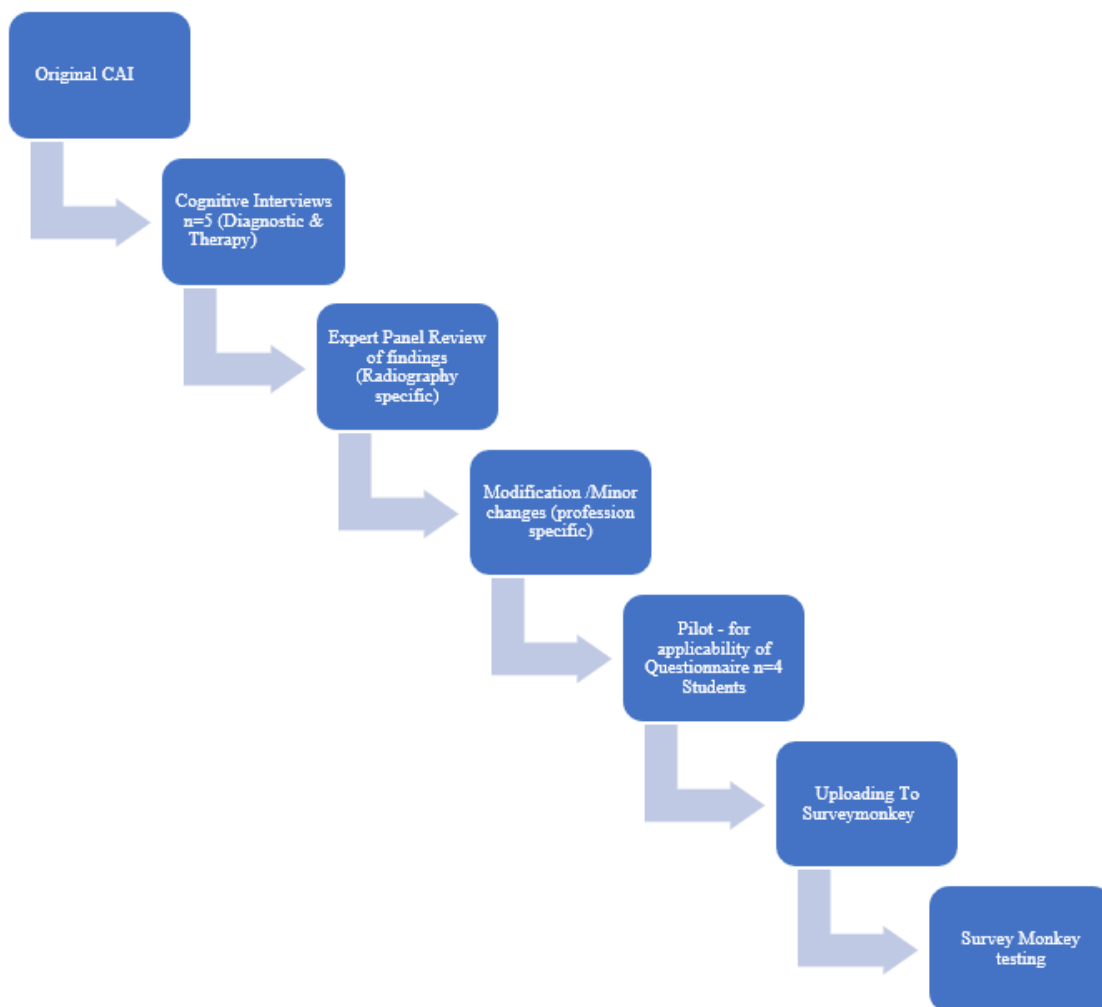 Original CAI
Cognitive Interviews
n=5 (Diagnostic &
Therapy)
Expert Panel Review
of findings
(Radiography
specific)
Modification /Minor
changes (profession
specific)
Pilot - for
applicability of
Questionnaire n=4
Students
Uploading To
Surveymonkey
Survey Monkey
testing